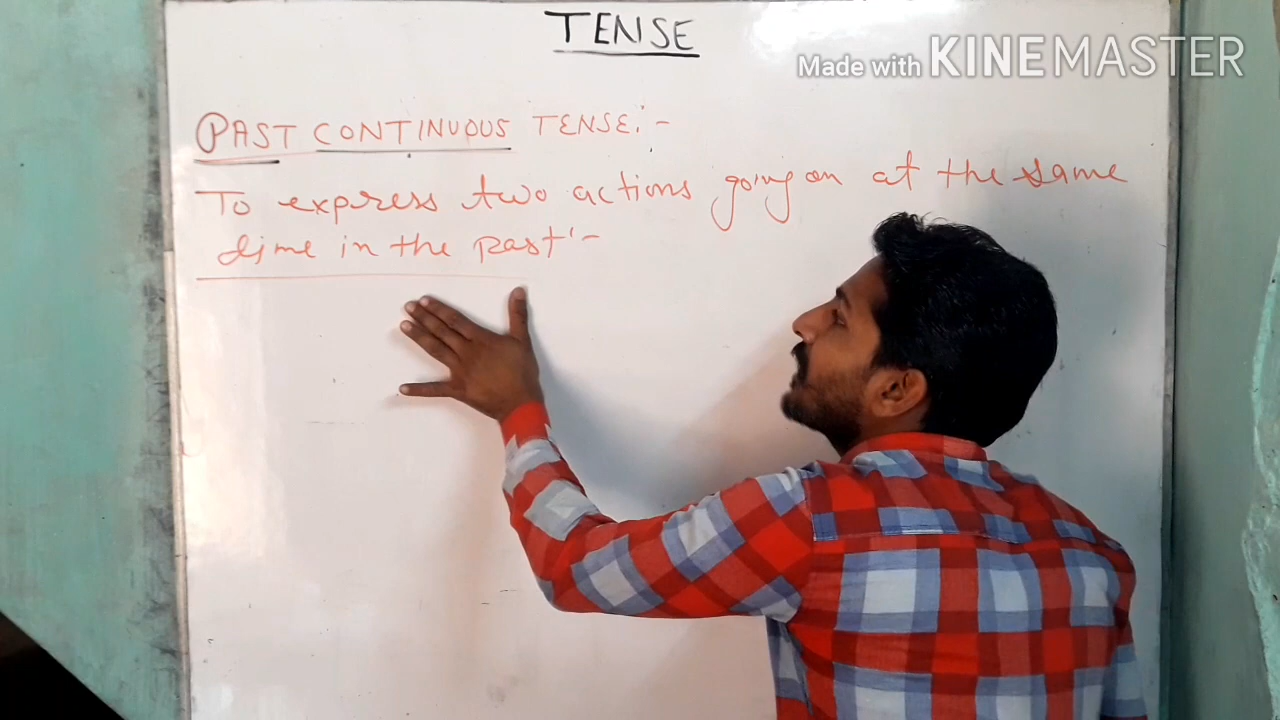 TENSE
Made with KINEMASTER
PAST CONTINUOUS TENSE:-
To express two actions going on at the same
time in the past:-